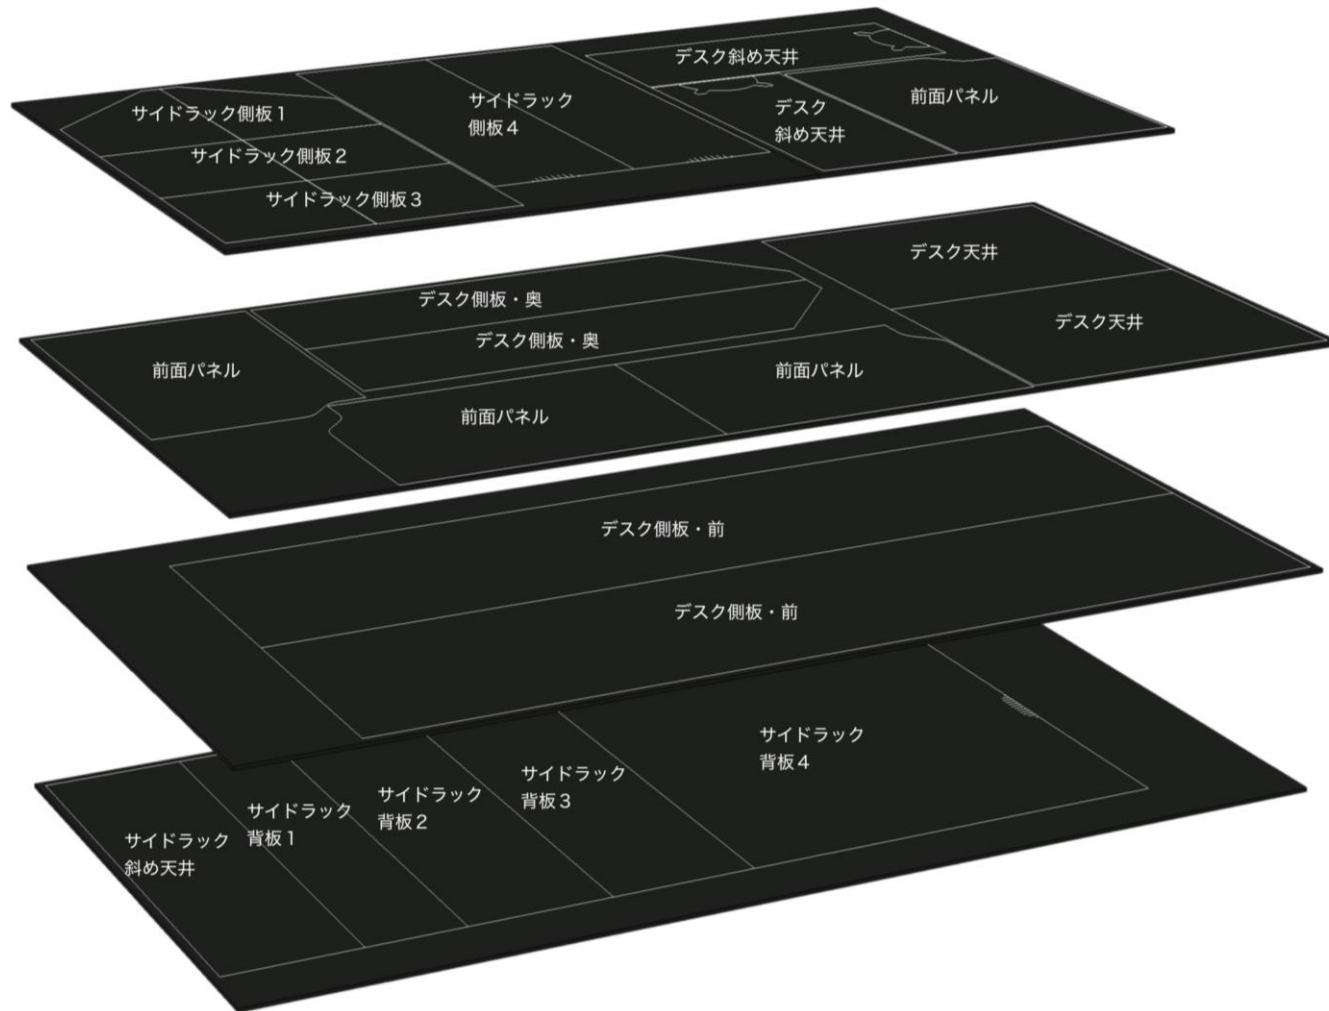 デスク斜め天井
サイドラック側板1
サイドラック
側板4
デスク
斜め天井
前面パネル
サイドラック側板2
サイドラック側板3
デスク天井
デスク側板・奥
デスク天井
デスク側板・奥
前面パネル
前面パネル
前面パネル
デスク側板・前
デスク側板・前
サイドラック
背板4
サイドラック
背板3
サイドラック
背板2
サイドラック
背板1
サイドラック
斜め天井